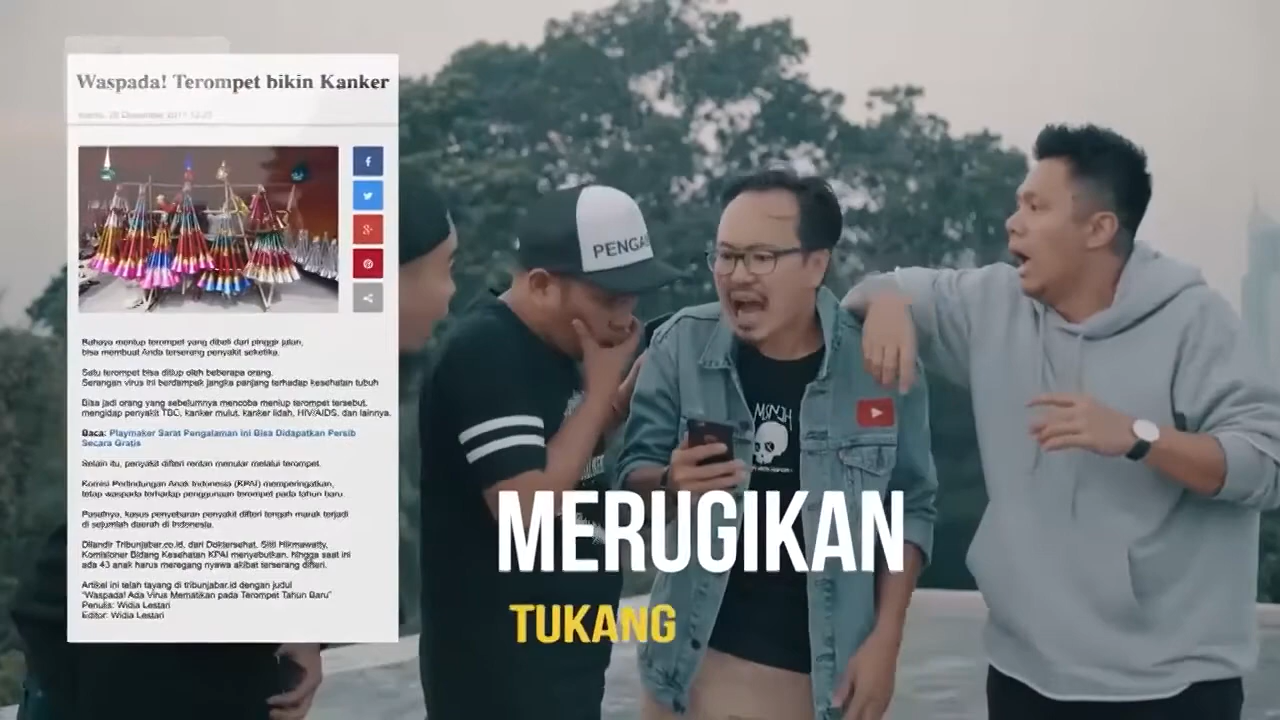 Waspada! Terompet bikin Kanker
Bahaya meniup terompet yang dibeli dari pinggir jalan,
bisa membuat Anda terserang penyakit seketika.
Satu terompet bisa ditiup oleh beberapa orang.
Serangan virus ini berdampak jangka panjang terhadap kesehatan tubuh
Bisa jadi orang yang sebelumnya mencoba meniup terompet tersebut,
mengidap penyakit TBC, kanker mulut, kanker lidah, HIV/AIDS, dan lainnya.
Baca: Playmaker Sarat Pengalaman ini Bisa Didapatkan Persib
Secara Gratis
Selain itu, penyakit difteri rentan menular melalui terompet.
Komisi Perlindungan Anak Indonesia (KPAI) memperingatkan,
tetap waspada terhadap penggunaan terompet pada tahun baru.
Pasalnya, kasus penyebaran penyakit difteri tengah marak terjadi
di sejumlah daerah di Indonesia.
Dilandir Tribunjabar.co.id, dari Doktersehat, Sitti Hikmawatty,
Komisioner Bidang Kesehatan KPAI menyebutkan, hingga saat ini
ada 43 anak harus meregang nyawa akibat terserang difteri.
Artikel ini telah tayang di tribunjabar.id dengan judul
"Waspada! Ada Virus Mematikan pada Terompet Tahun Baru"
Penulis: Widia Lestari
Editor: Widia Lestari
MERUGIKAN
TUKANG